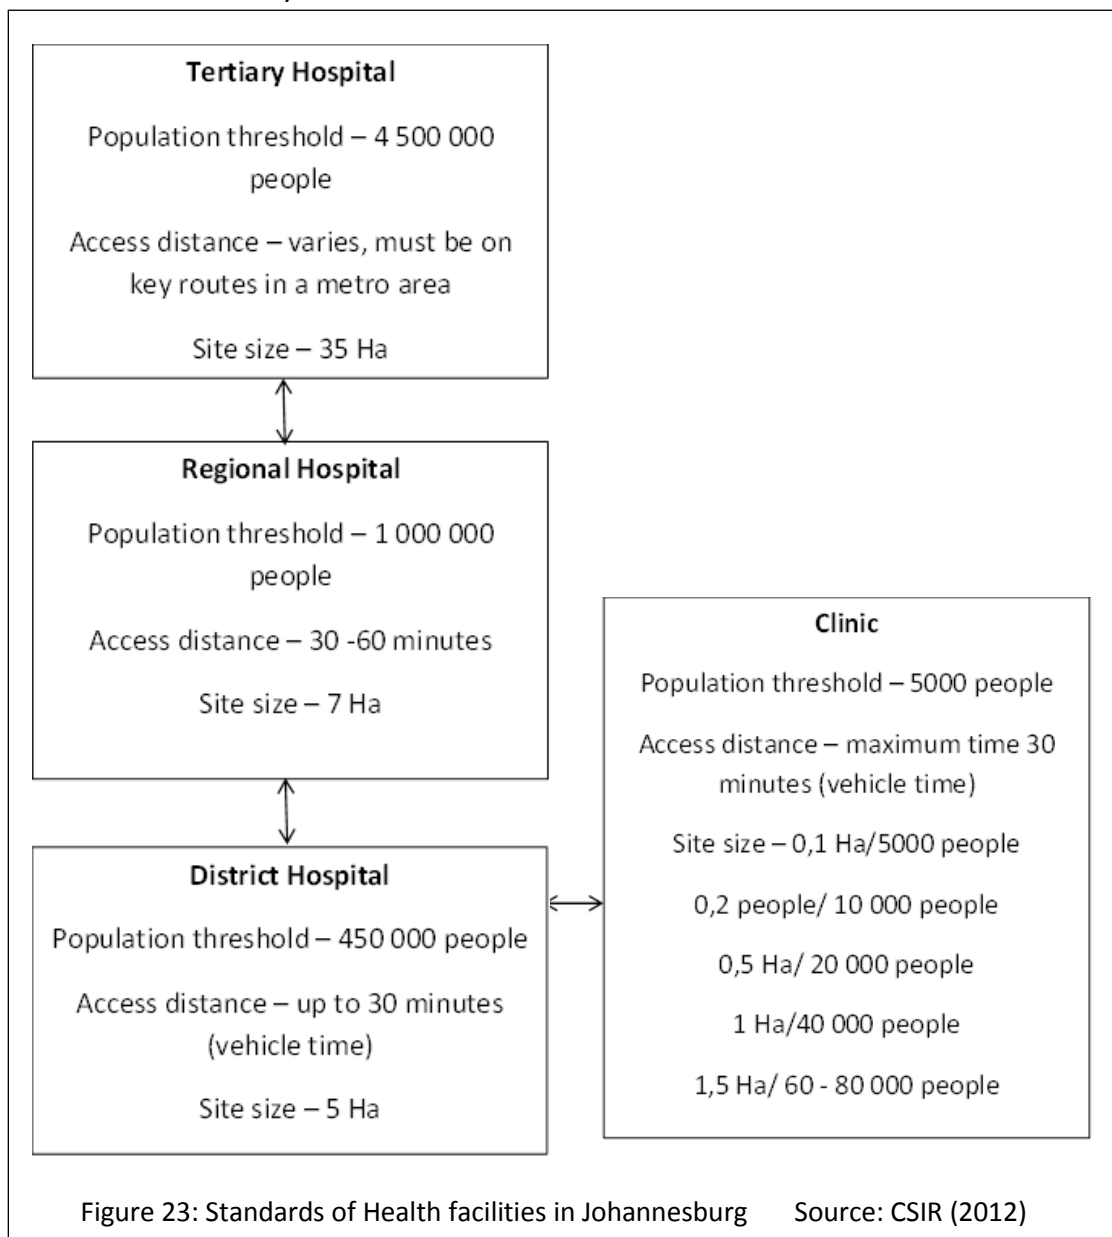 Tertiary Hospital
Population threshold – 4 500 000
people
Access distance – varies, must be on
key routes in a metro area
Site size – 35 Ha
Regional Hospital
Population threshold – 1 000 000
people
Access distance – 30 -60 minutes
Site size – 7 Ha
District Hospital
Population threshold – 450 000 people
Access distance – up to 30 minutes
(vehicle time)
Site size – 5 Ha
Clinic
Population threshold – 5000 people
Access distance – maximum time 30
minutes (vehicle time)
Site size – 0,1 Ha/5000 people
0,2 people/ 10 000 people
0,5 Ha/ 20 000 people
1 Ha/40 000 people
1,5 Ha/ 60 - 80 000 people
Figure 23: Standards of Health facilities in Johannesburg Source: CSIR (2012)